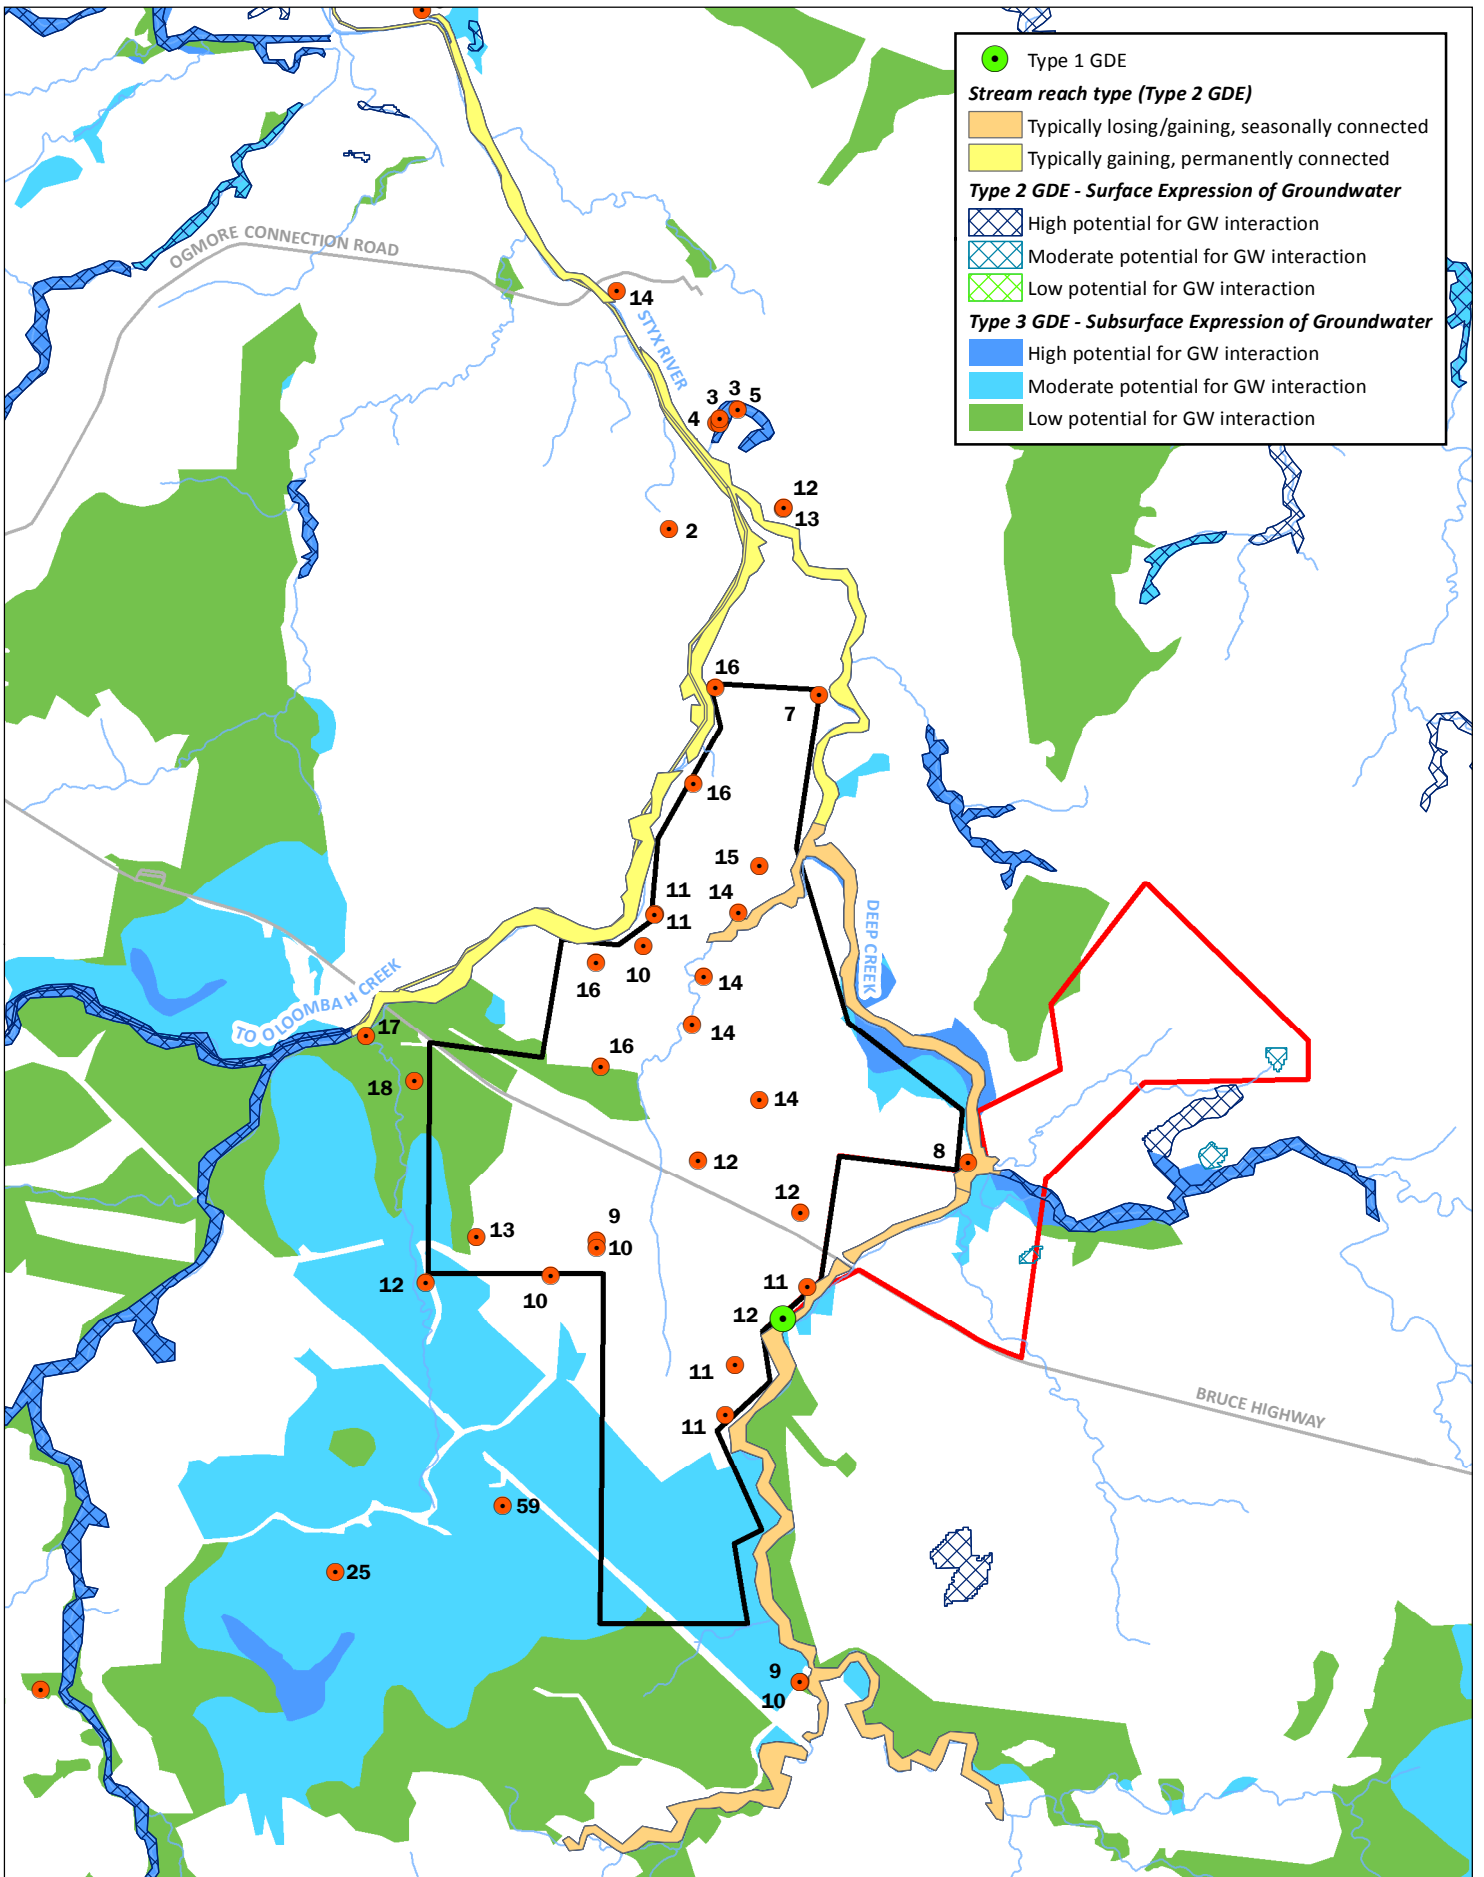 Type 1 GDE
Stream reach type (Type 2 GDE)
Typically losing/gaining, seasonally connected
Typically gaining, permanently connected
Type 2 GDE - Surface Expression of Groundwater
High potential for GW interaction
Moderate potential for GW interaction
Low potential for GW interaction
Type 3 GDE - Subsurface Expression of Groundwater
High potential for GW interaction
Moderate potential for GW interaction
Low potential for GW interaction
OGMORE CONNECTION ROAD
14
STYX RIVER
3
3
5
4
12
13
2
16
7
16
15
11
14
11
DEEP CREEK
10
16
14
TOOLOOMBAH CREEK
17
14
16
18
14
8
12
12
9
13
10
12
10
11
12
11
11
BRUCE HIGHWAY
59
25
9
10